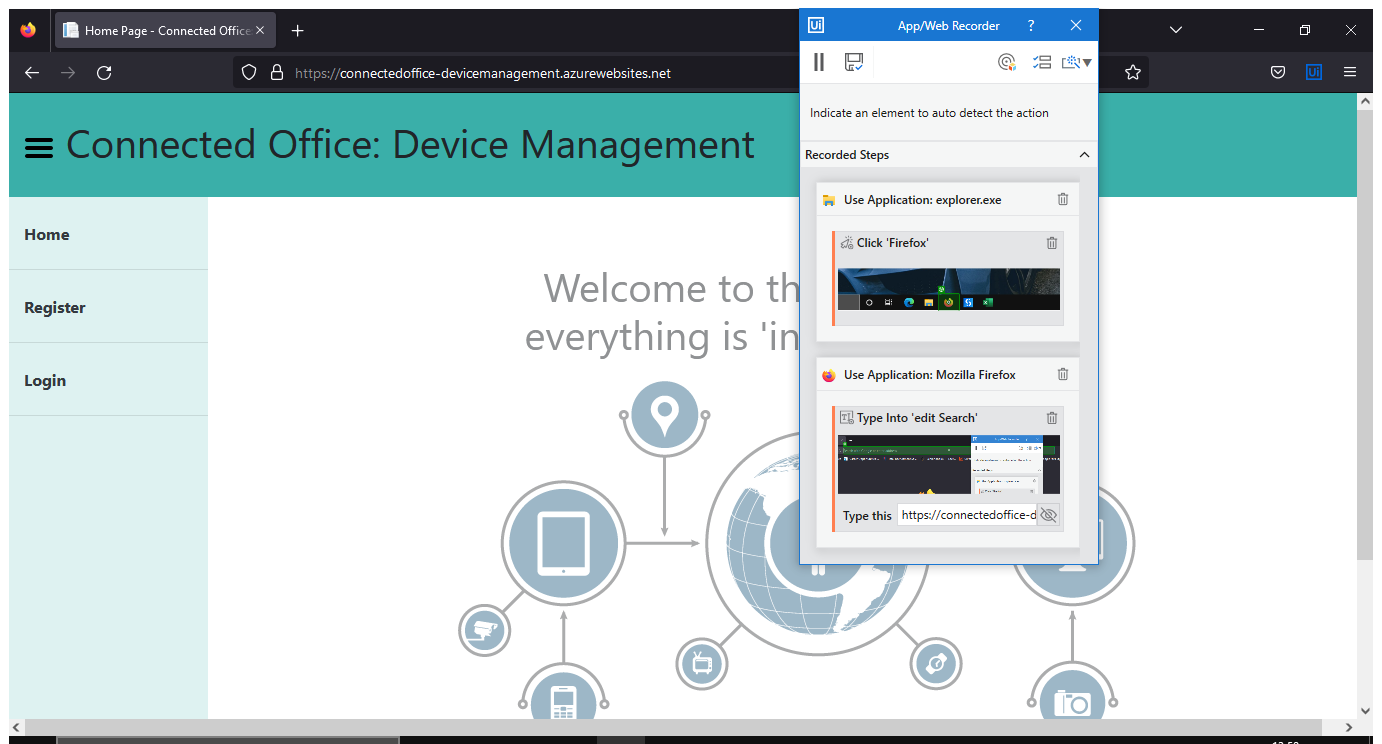 Home Page - Connected Office
https://connectedoffice-devicemanagement.azurewebsites.net
Connected Office: Device Management
Home
Register
Login
Welcome to th
everything is 'in
Ui
App/Web Recorder
?
Indicate an element to auto detect the action
Recorded Steps
Use Application: explorer.exe
Click 'Firefox'
Use Application: Mozilla Firefox
Type Into 'edit Search'
Type this
https://connectedoffice-d
Ui